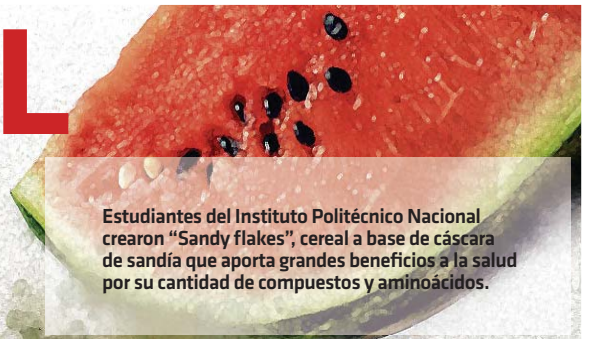 L
Estudiantes del Instituto Politécnico Nacional
crearon “Sandy flakes”, cereal a base de cáscara
de sandía que aporta grandes beneficios a la salud
por su cantidad de compuestos y aminoácidos.